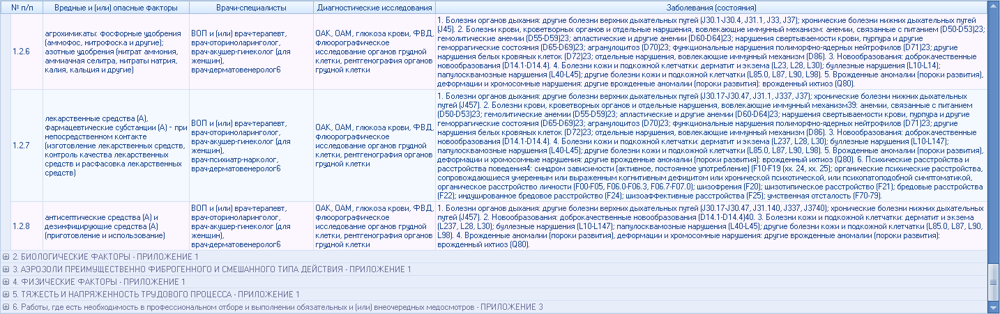 № п/п
Вредные и (или) опасные факторы
Врачи-специалисты
Диагностические исследования
Заболевания (состояния)
1.2.6
агрохимикаты: фосфорные удобрения
(аммофос, нитрофоска и другие);
азотные удобрения (нитрат аммония,
аммиачная селитра, нитраты натрия,
калия, кальция и другие)
ВОП и (или) врач-терапевт,
врач-оториноларинголог,
врач-акушер-гинеколог (для
женщин),
врач-дерматовенеролог6
ОАК, ОАМ, глюкоза крови, ФВД,
Флюорографическое
исследование органов грудной
клетки, рентгенография органов
грудной клетки
1. Болезни органов дыхания: другие болезни верхних дыхательных путей (J30.1-J30.4, J31.1, J33, J37); хронические болезни нижних дыхательных путей
(J45). 2. Болезни крови, кроветворных органов и отдельные нарушения, вовлекающие иммунный механизм: анемии, связанные с питанием (D50-D53)23;
гемолитические анемии (D55-D59)23; апластические и другие анемии (D60-D64)23; нарушения свертываемости крови, пурпура и другие
геморрагические состояния (D65-D69)23; агранулоцитоз (D70)23; функциональные нарушения полиморфно-ядерных нейтрофилов (D71)23; другие
нарушения белых кровяных клеток (D72)23; отдельные нарушения, вовлекающие иммунный механизм (D86). 3. Новообразования: доброкачественные
новообразования (D14.1-D14.4). 4. Болезни кожи и подкожной клетчатки: дерматит и экзема (L23, L28, L30); буллезные нарушения (L10-L14);
папулосквамозные нарушения (L40-L45); другие болезни кожи и подкожной клетчатки (L85.0, L87, L90, L98). 5. Врожденные аномалии (пороки развития),
деформации и хромосомные нарушения: другие врожденные аномалии (пороки развития): врожденный ихтиоз (Q80).
1.2.7
лекарственные средства (А),
фармацевтические субстанции (А) - при
непосредственном контакте
(изготовление лекарственных средств,
контроль качества лекарственных
средств и расфасовка лекарственных
средств)
ВОП и (или) врач-терапевт,
врач-оториноларинголог,
врач-акушер-гинеколог (для
женщин),
врач-психиатр-нарколог,
врач-дерматовенеролог6
ОАК, ОАМ, глюкоза крови, ФВД,
Флюорографическое
исследование органов грудной
клетки, рентгенография органов
грудной клетки
1. Болезни органов дыхания: другие болезни верхних дыхательных путей (J30.17-J30.47, J31.1, J337, J37); хронические болезни нижних дыхательных
путей (J457). 2. Болезни крови, кроветворных органов и отдельные нарушения, вовлекающие иммунный механизм39: анемии, связанные с питанием
(D50-D53)23; гемолитические анемии (D55-D59)23; апластические и другие анемии (D60-D64)23; нарушения свертываемости крови, пурпура и другие
геморрагические состояния (D65-D69)23; агранулоцитоз (D70)23; функциональные нарушения полиморфно-ядерных нейтрофилов (D71)23; другие
нарушения белых кровяных клеток (D72)23; отдельные нарушения, вовлекающие иммунный механизм (D86). 3. Новообразования: доброкачественные
новообразования (D14.1-D14.4). 4. Болезни кожи и подкожной клетчатки: дерматит и экзема (L237, L28, L30); буллезные нарушения (L10-L147);
папулосквамозные нарушения (L40-L45); другие болезни кожи и подкожной клетчатки (L85.0, L87, L90, L98). 5. Врожденные аномалии (пороки развития),
деформации и хромосомные нарушения: другие врожденные аномалии (пороки развития): врожденный ихтиоз (Q80). 6. Психические расстройства и
расстройства поведения4: синдром зависимости (активное, постоянное употребление) (F10-F19 (xx. 24, xx. 25); органические психические расстройства,
сопровождающиеся умеренным или выраженным когнитивным дефицитом или хронической психотической, или психопатоподобной симптоматикой,
органическое расстройство личности (F00-F05, F06.0-F06.3, F06.7-F07.0); шизофрения (F20); шизотипическое расстройство (F21); бредовые расстройства
(F22); индуцированное бредовое расстройство (F24); шизоаффективные расстройства (F25); умственная отсталость (F70-79).
1.2.8
антисептические средства (А) и
дезинфицирующие средства (А)
(приготовление и использование)
ВОП и (или) врач-терапевт,
врач-оториноларинголог,
врач-акушер-гинеколог (для
женщин),
врач-дерматовенеролог6
ОАК, ОАМ, глюкоза крови, ФВД,
Флюорографическое
исследование органов грудной
клетки, рентгенография органов
грудной клетки
1. Болезни органов дыхания: другие болезни верхних дыхательных путей (J30.17-J30.47, J31.140, J337, J3740); хронические болезни нижних дыхательных
путей (J457). 2. Новообразования: доброкачественные новообразования (D14.1-D14.4)40. 3. Болезни кожи и подкожной клетчатки: дерматит и экзема
(L237, L28, L30); буллезные нарушения (L10-L147); папулосквамозные нарушения (L40-L45); другие болезни кожи и подкожной клетчатки (L85.0, L87, L90,
L98). 4. Врожденные аномалии (пороки развития), деформации и хромосомные нарушения: другие врожденные аномалии (пороки развития):
врожденный ихтиоз (Q80).
2. БИОЛОГИЧЕСКИЕ ФАКТОРЫ - ПРИЛОЖЕНИЕ 1
3. АЭРОЗОЛИ ПРЕИМУЩЕСТВЕННО ФИБРОГЕННОГО И СМЕШАННОГО ТИПА ДЕЙСТВИЯ - ПРИЛОЖЕНИЕ 1
4. ФИЗИЧЕСКИЕ ФАКТОРЫ - ПРИЛОЖЕНИЕ 1
5. ТЯЖЕСТЬ И НАПРЯЖЕННОСТЬ ТРУДОВОГО ПРОЦЕССА - ПРИЛОЖЕНИЕ 1
6. Работы, где есть необходимость в профессиональном отборе и выполнении обязательных и (или) внеочередных медосмотров - ПРИЛОЖЕНИЕ 3